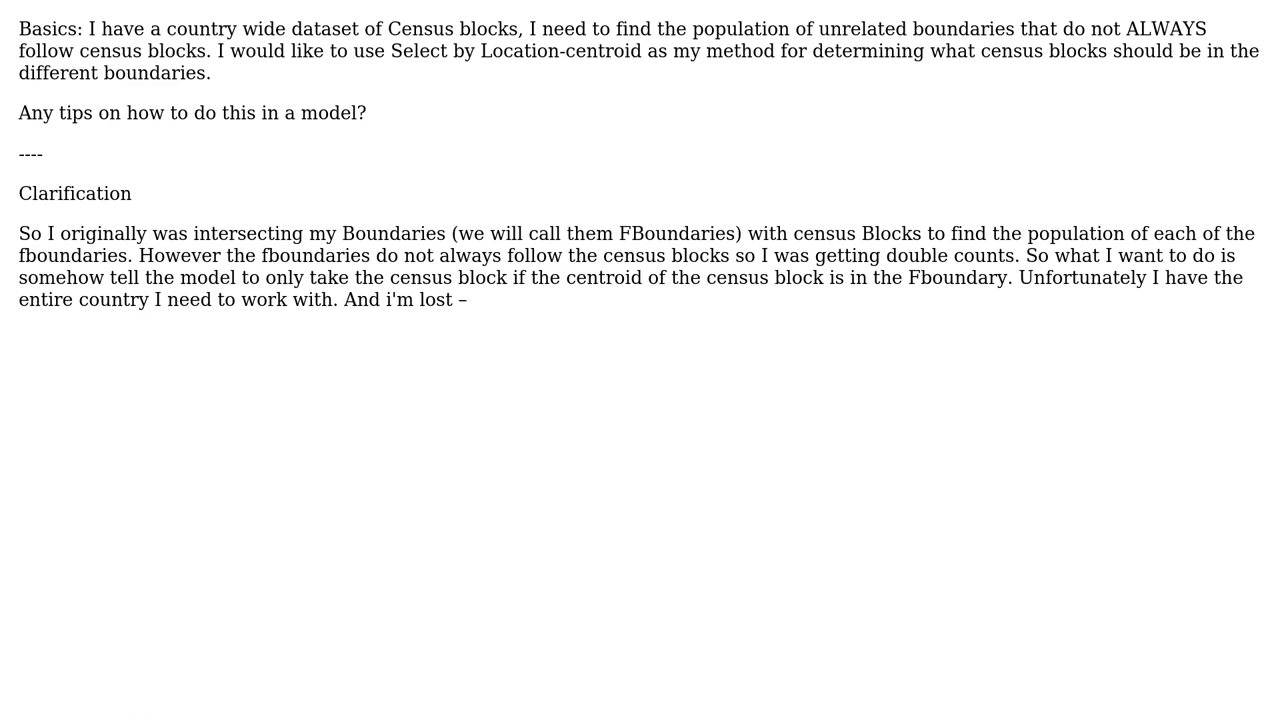 Basics: I have a country wide dataset of Census blocks, I need to find the population of unrelated boundaries that do not ALWAYS
follow census blocks. I would like to use Select by Location-centroid as my method for determining what census blocks should be in the
different boundaries.
Any tips on how to do this in a model?
----
Clarification
So I originally was intersecting my Boundaries (we will call them FBoundaries) with census Blocks to find the population of each of the
fboundaries. However the fboundaries do not always follow the census blocks so I was getting double counts. So what I want to do is
somehow tell the model to only take the census block if the centroid of the census block is in the Fboundary. Unfortunately I have the
entire country I need to work with. And i'm lost –